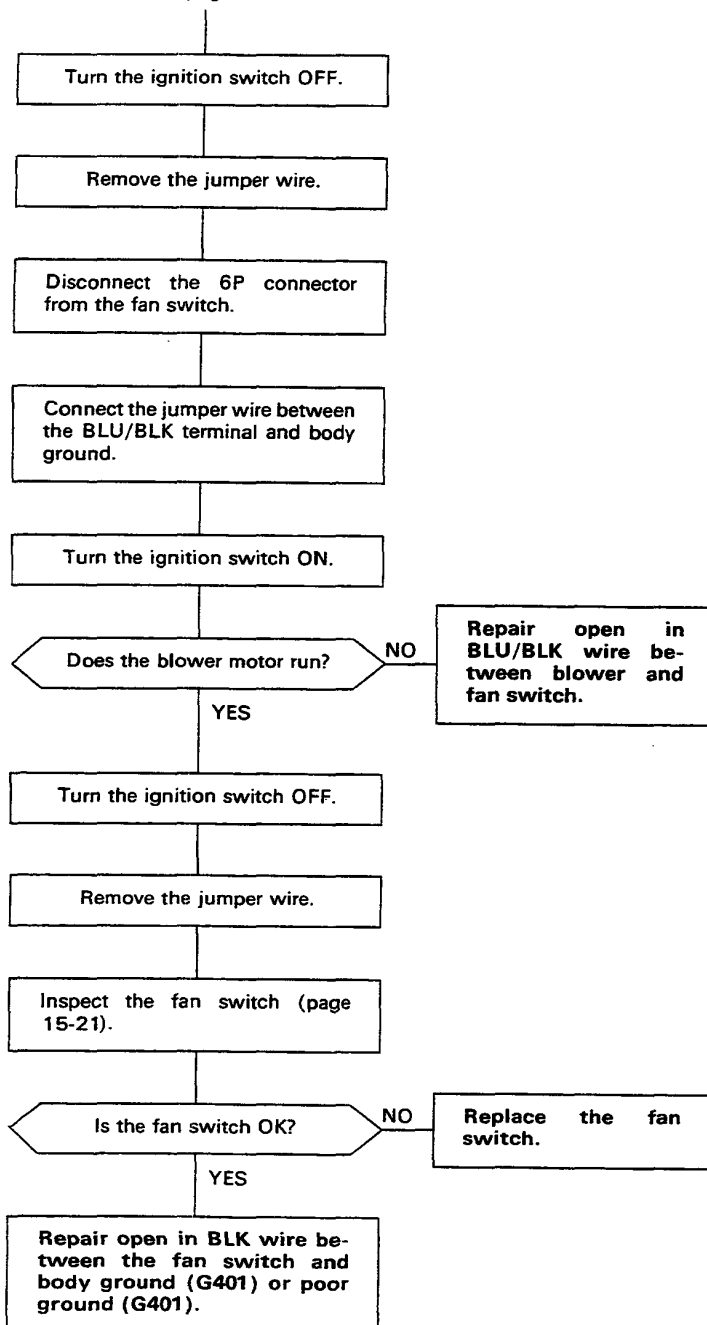 Turn the ignition switch OFF.
Remove the jumper wire.
Disconnect the 6P connector
from the fan switch.
Connect the jumper wire between
the BLU/BLK terminal and body
ground.
Turn the ignition switch ON.
Does the blower motor run?
NO
Repair open in
BLU/BLK wire be-
tween blower and
fan switch.
YES
Turn the ignition switch OFF.
Remove the jumper wire.
Inspect the fan switch (page
15-21).
Is the fan switch OK?
NO
Replace the fan
switch.
YES
Repair open in BLK wire be-
tween the fan switch and
body ground (G401) or poor
ground (G401).